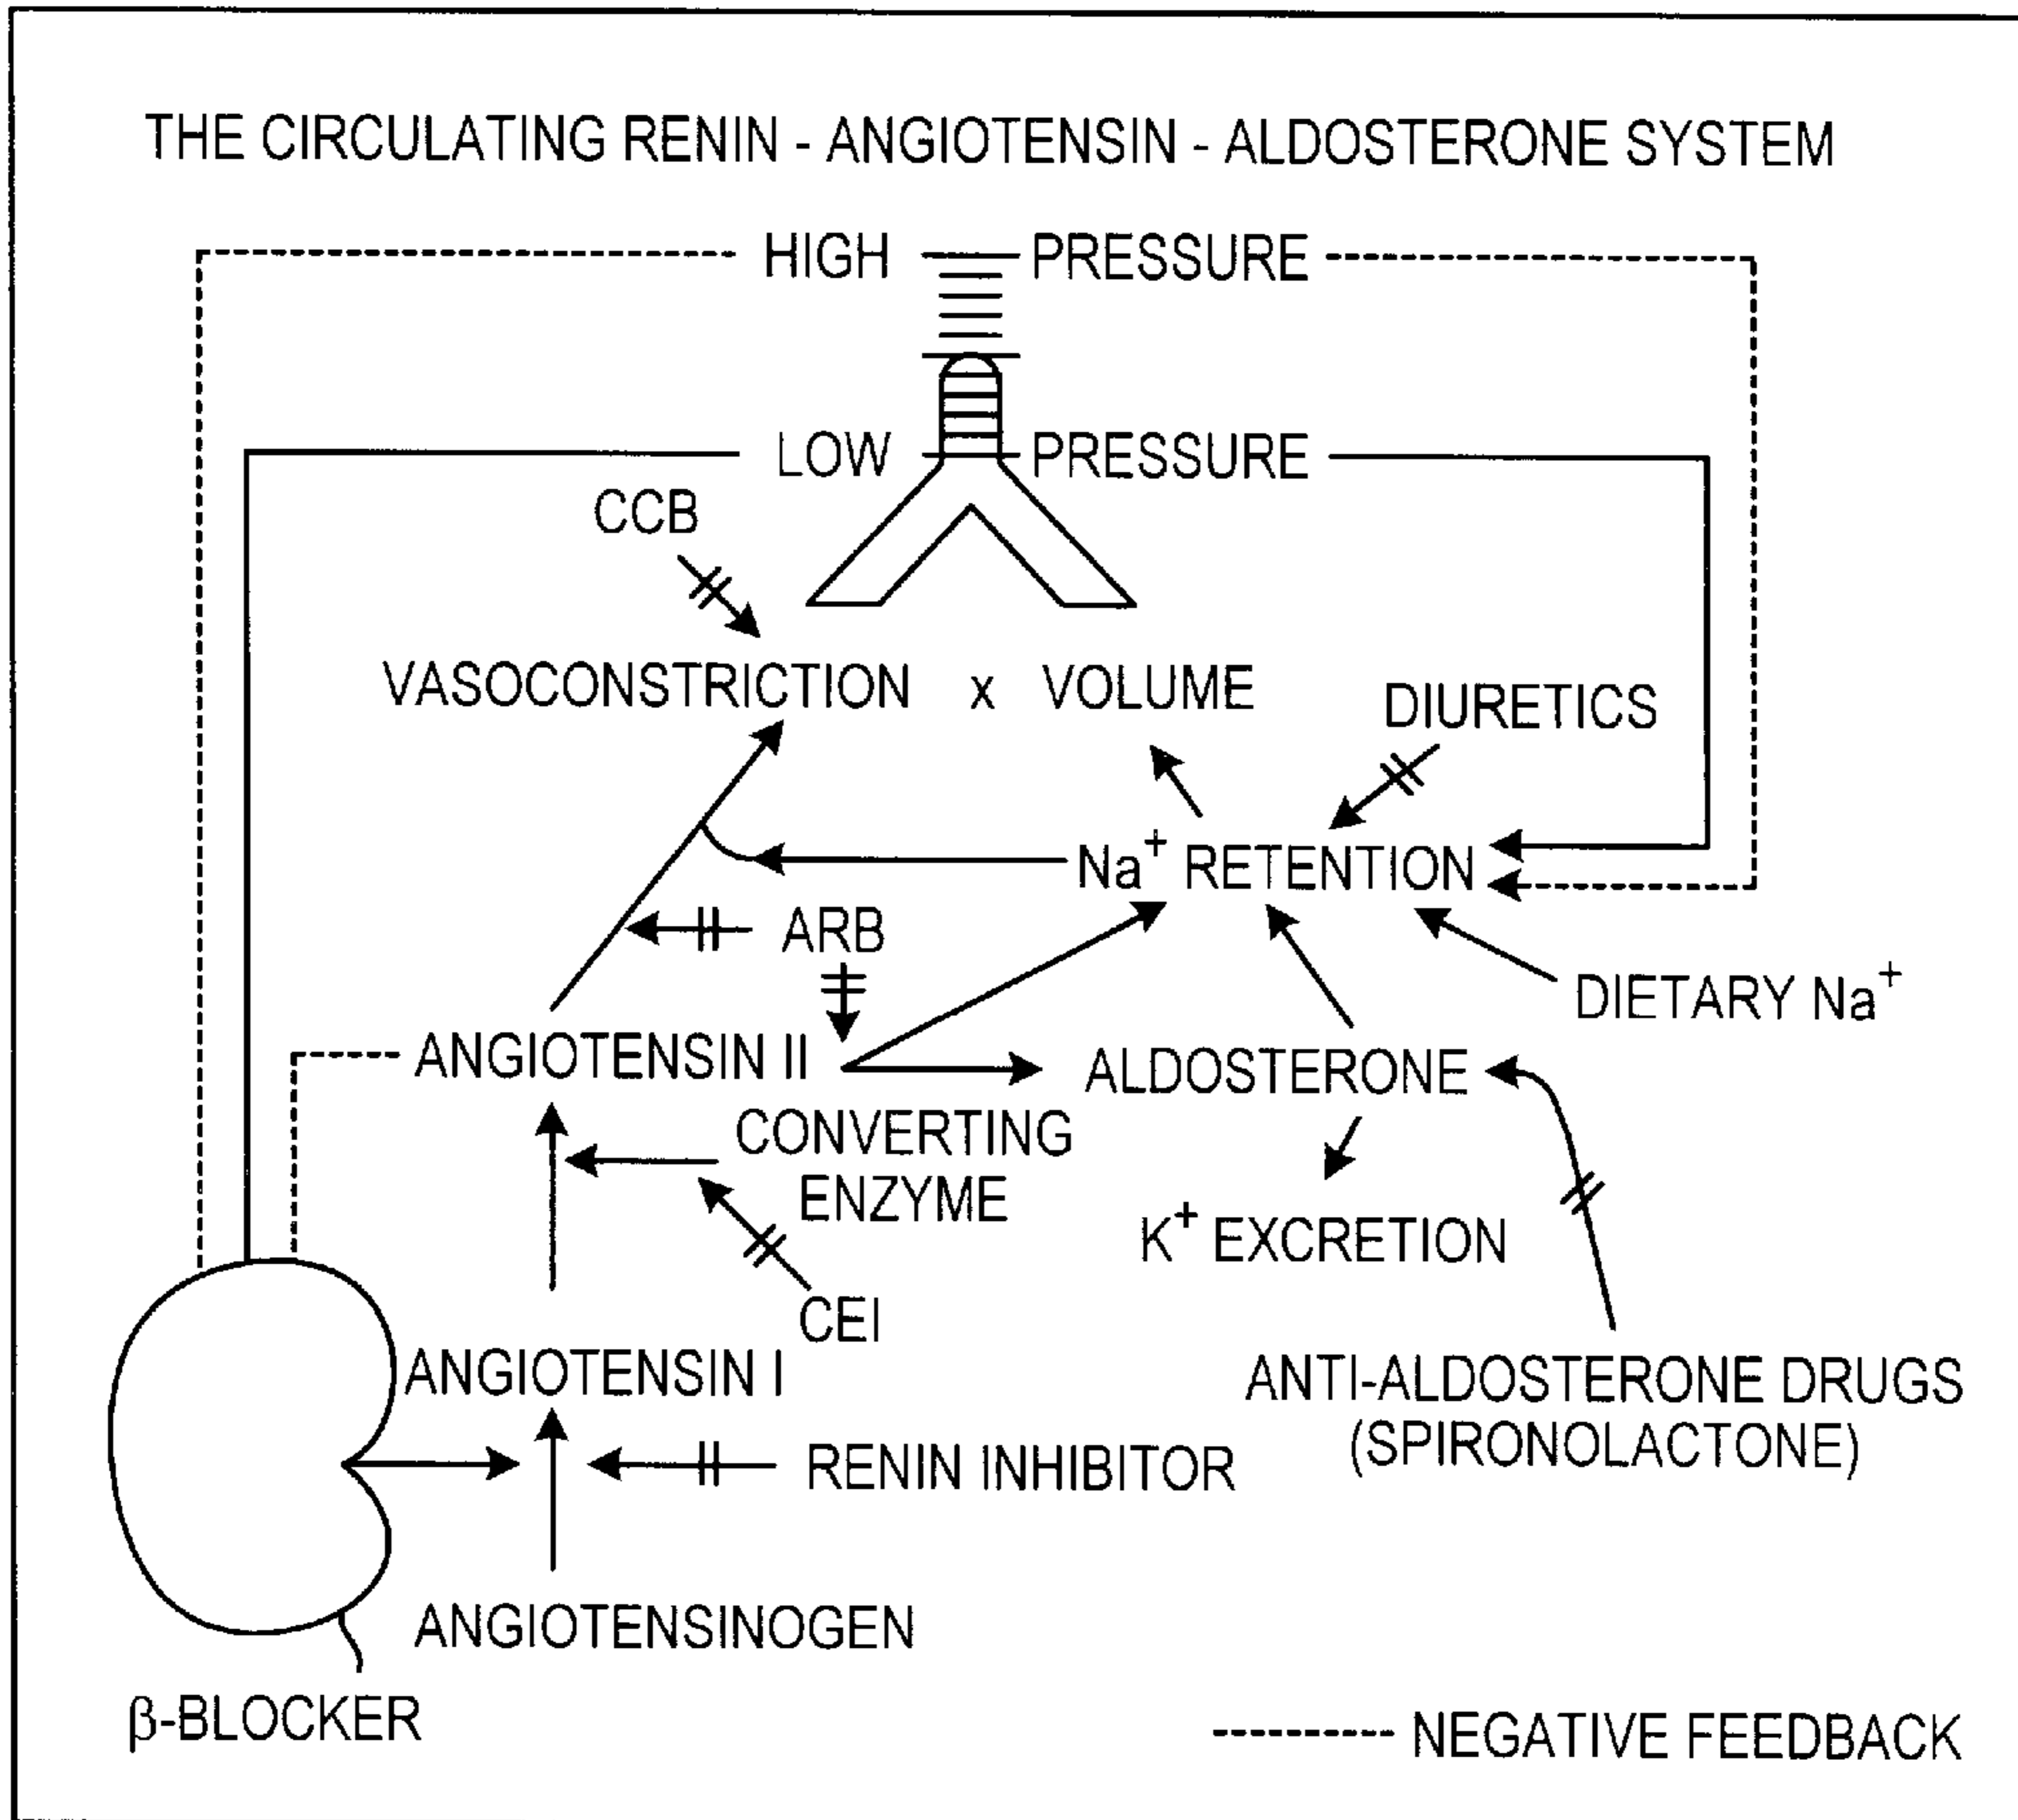 THE CIRCULATING RENIN - ANGIOTENSIN - ALDOSTERONE SYSTEM
HIGH PRESSURE
LOW PRESSURE
CCB
VASOCONSTRICTION x VOLUME
DIURETICS
Na⁺ RETENTION
ARB
DIETARY Na⁺
ANGIOTENSIN II
ALDOSTERONE
CONVERTING
ENZYME
K⁺ EXCRETION
CEI
ANGIOTENSIN I
ANTI-ALDOSTERONE DRUGS
(SPIRONOLACTONE)
RENIN INHIBITOR
ANGIOTENSINOGEN
β-BLOCKER
NEGATIVE FEEDBACK